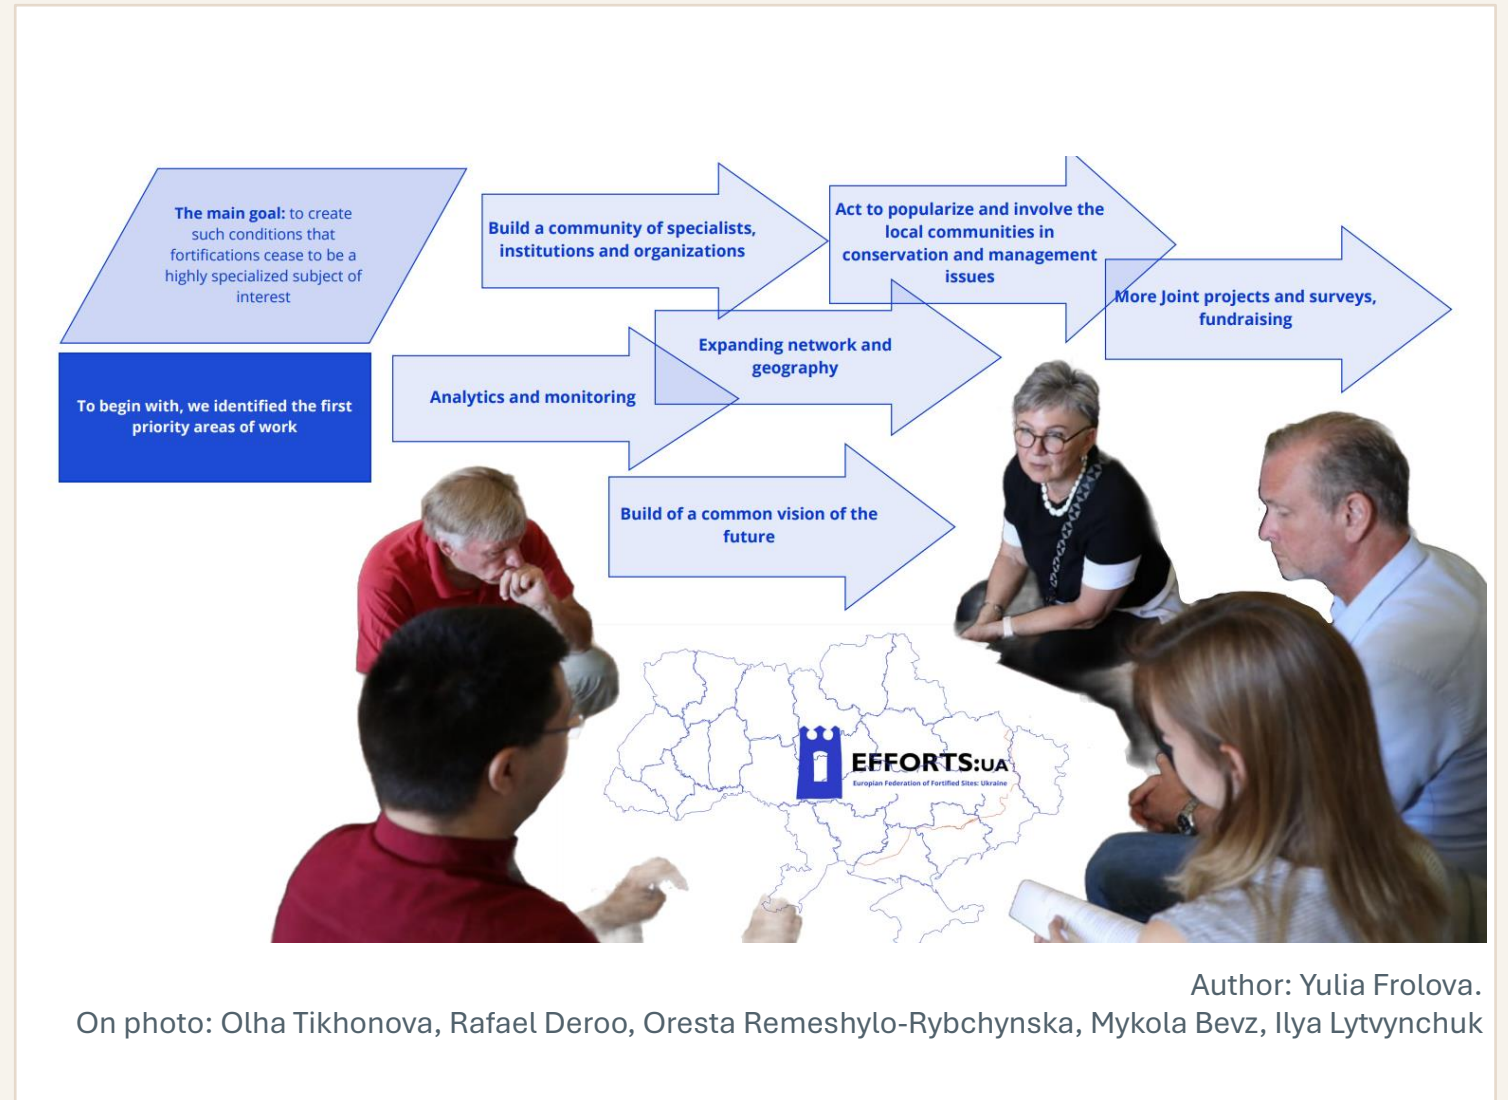 The main goal: to create
such conditions that
fortifications cease to be a
highly specialized subject of
interest
To begin with, we identified the first
priority areas of work
Build a community of specialists,
institutions and organizations
Act to popularize and involve the
local communities in
conservation and management
issues
More Joint projects and surveys,
fundraising
Expanding network and
geography
Analytics and monitoring
Build of a common vision of the
future
EFFORTS:UA
Europian Federation of Fortified Sites: Ukraine
Author: Yulia Frolova.
On photo: Olha Tikhonova, Rafael Deroo, Oresta Remeshylo-Rybchynska, Mykola Bevz, Ilya Lytvynchuk